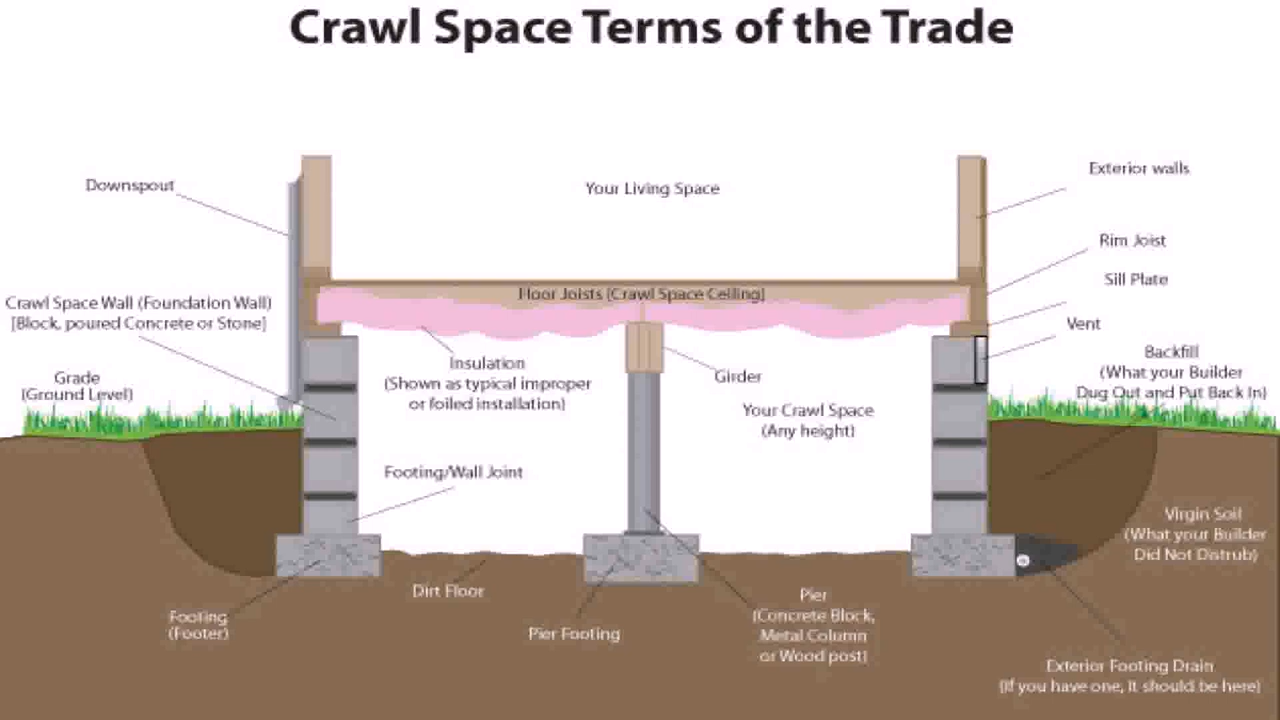 Crawl Space Terms of the Trade
Downspout
Your Living Space
Exterior walls
Rim Joist
Sill Plate
Floor Joists [Crawl Space Ceiling]
Crawl Space Wall (Foundation Wall)
[Block, poured Concrete or Stone]
Vent
Insulation
(Shown as typical improper
or foiled installation)
Girder
Backfill
(What your Builder
Dug Out and Put Back In)
Grade
(Ground Level)
Your Crawl Space
(Any height)
Footing/Wall Joint
Virgin Soil
(What your Builder
Did Not Distrub)
Dirt Floor
Footing
(Footer)
Pier Footing
Pier
(Concrete Block,
Metal Column
or Wood post)
Exterior Footing Drain
(If you have one, It should be here)